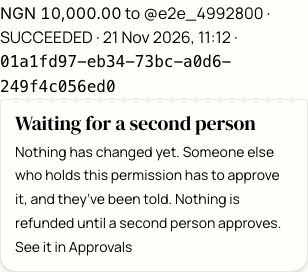 NGN 10,000.00 to @e2e_4992800 ·
SUCCEEDED · 21 Nov 2026, 11:12 ·
01a1fd97-eb34-73bc-a0d6-
249f4c056ed0
Waiting for a second person
Nothing has changed yet. Someone else
who holds this permission has to approve
it, and they've been told. Nothing is
refunded until a second person approves.
See it in Approvals